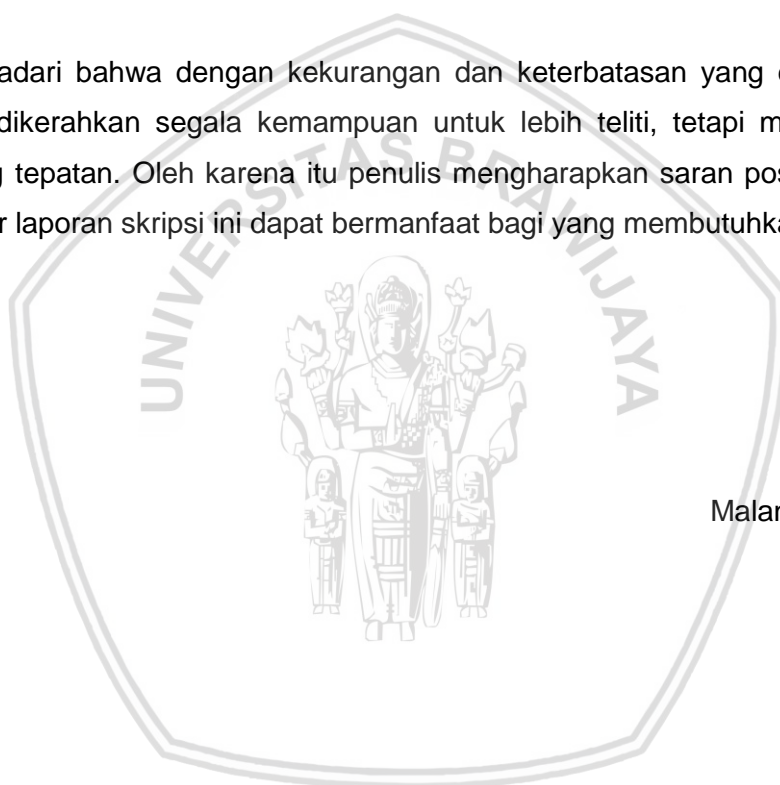 adari bahwa dengan kekurangan dan keterbatasan yang
dikerahkan segala kemampuan untuk lebih teliti, tetapi m
tepatan. Oleh karena itu penulis mengharapkan saran pos
r laporan skripsi ini dapat bermanfaat bagi yang membutuhka
UNIVERSITAS BRAWIJAYA
Malan